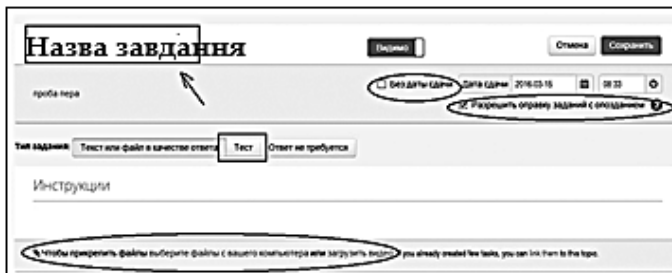 Назва завдання
Видимо Отмена Сохранить
проба пера
Без даты сдачи Дата сдачи 2016-03-16 08:33
Разрешить оправку заданий с опозданием ?
Тип задания: Текст или файл в качестве ответа Тест Ответ не требуется
Инструкции
Чтобы прикрепить файлы выберите файлы с вашего компьютера или загрузить видео you already created few tasks, you can link them to the topic.